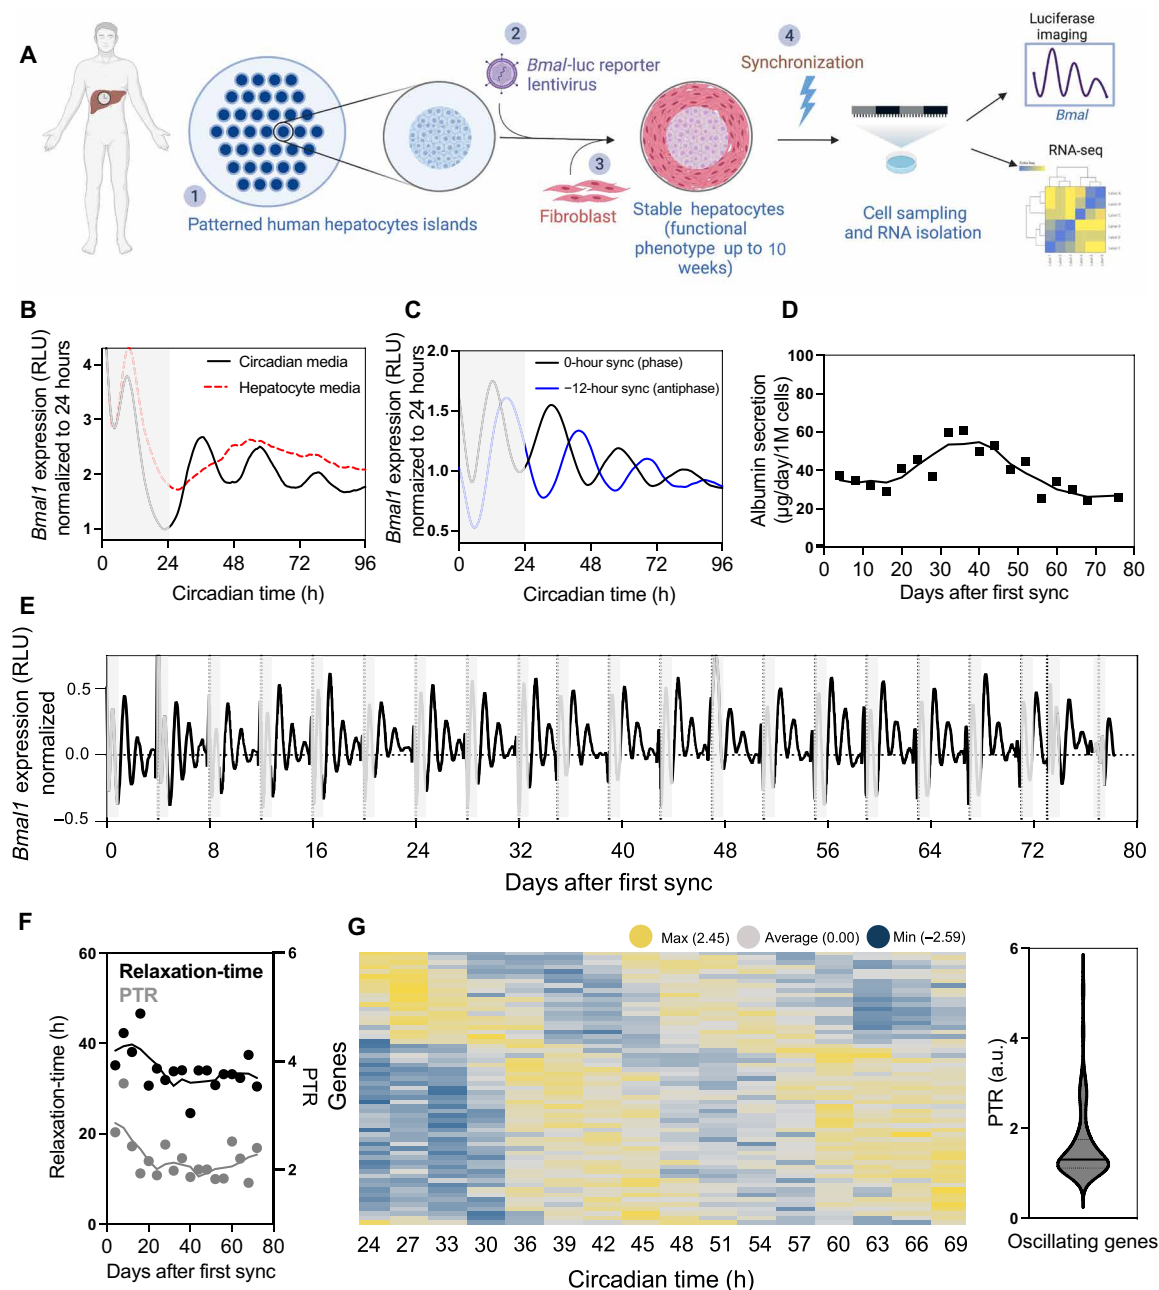 A
1
Patterned human hepatocytes islands
2
Bmal-luc reporter
lentivirus
3
Fibroblast
Stable hepatocytes
(functional
phenotype up to 10
weeks)
4
Synchronization
Cell sampling
and RNA isolation
Luciferase
imaging
Bmal
RNA-seq
B
Bmal1 expression (RLU)
normalized to 24 hours
4
3
2
1
Circadian media
Hepatocyte media
0 24 48 72 96
Circadian time (h)
C
Bmal1 expression (RLU)
normaized to 24 hours
2.0
1.5
1.0
0.5
0-hour sync (phase)
−12-hour sync (antiphase)
0 24 48 72 96
Circadian time (h)
D
Albumin secretion
(µg/day/1M cells)
100
80
60
40
20
0
0 10 20 30 40 50 60 70 80
Days after first sync
E
Bmal1 expression (RLU)
normalized
0.5
0.0
−0.5
0 8 16 24 32 40 48 56 64 72 80
Days after first sync
F
Relaxation-time (h)
60
40
20
0
Relaxation-time
PTR
6
4
2
PTR
0 20 40 60 80
Days after first sync
G
Max (2.45) Average (0.00) Min (−2.59)
Genes
24 27 33 30 36 39 42 45 48 51 54 57 60 63 66 69
Circadian time (h)
PTR (a.u.)
6
4
2
0
Oscillating genes